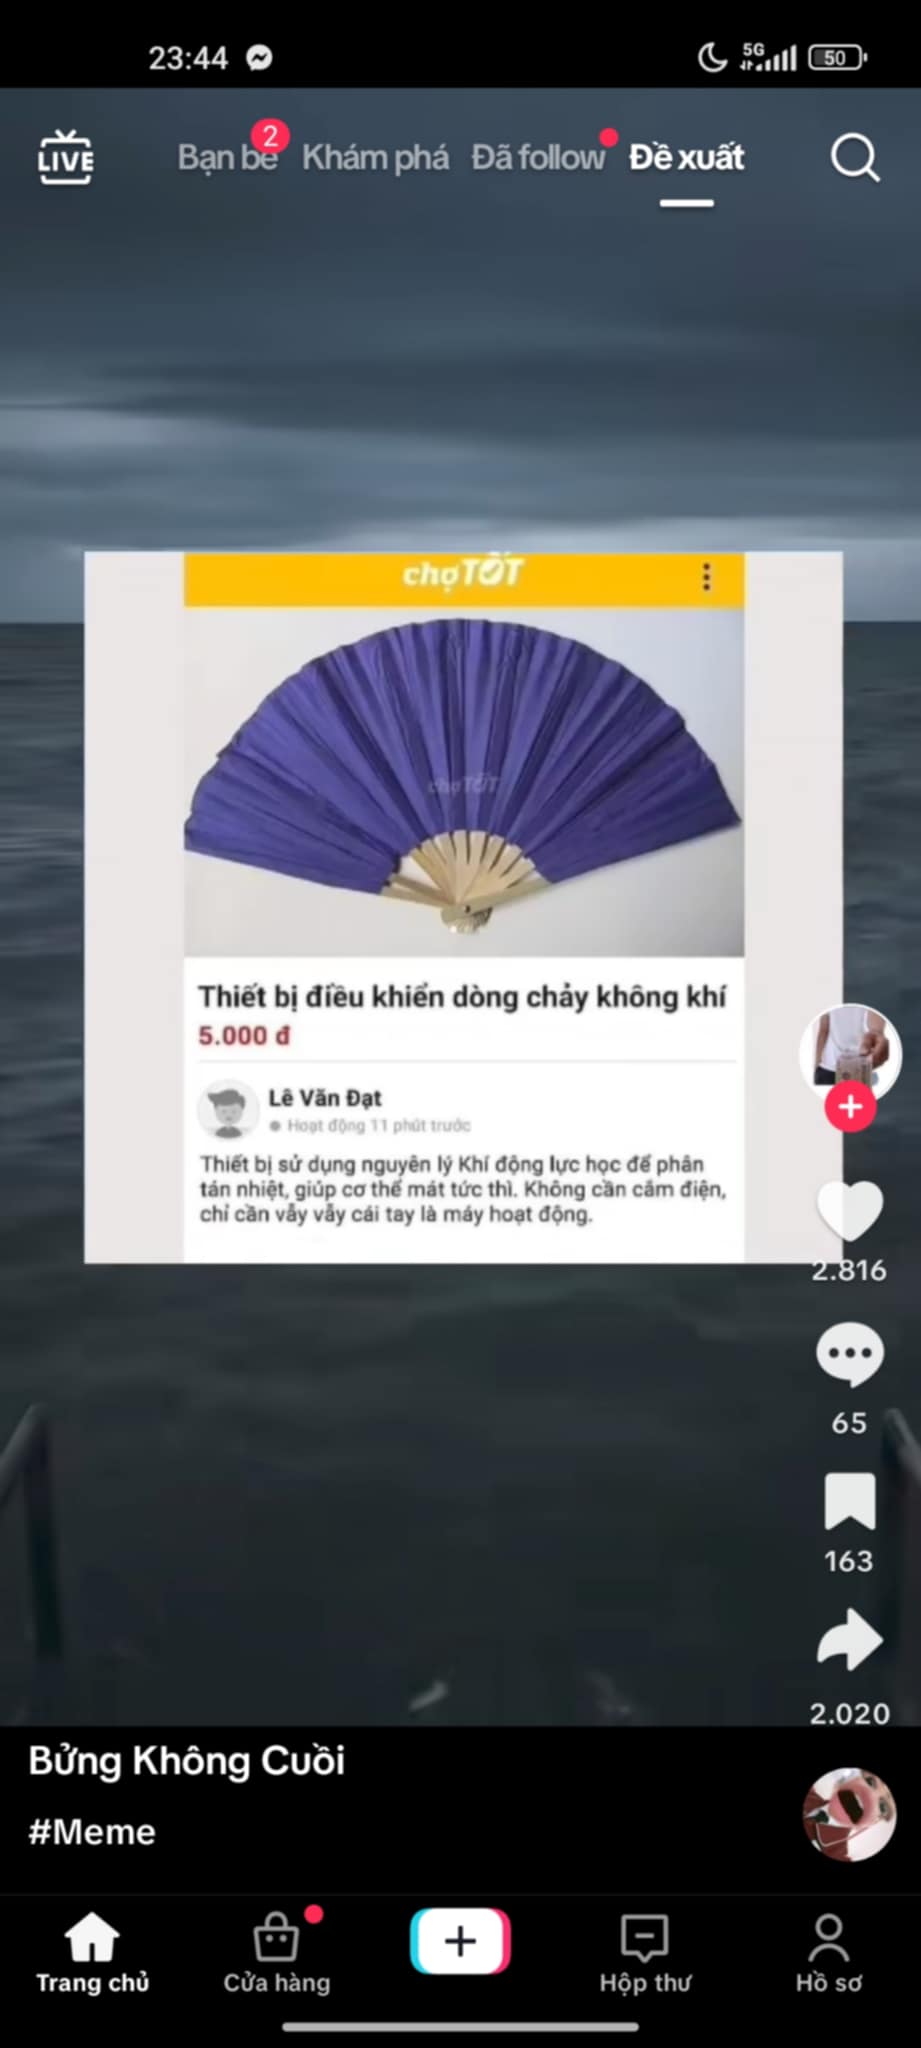 23:44
5G
50
LIVE
Bạn bè
2
Khám phá
Đã follow
Đề xuất
chợTỐT
chợTỐT
Thiết bị điều khiển dòng chảy không khí
5.000 đ
Lê Văn Đạt
Hoạt động 11 phút trước
Thiết bị sử dụng nguyên lý Khí động lực học để phân
tán nhiệt, giúp cơ thể mát tức thì. Không cần cắm điện,
chỉ cần vẫy vẫy cái tay là máy hoạt động.
2.816
65
163
2.020
Bửng Không Cuồi
#Meme
Trang chủ
Cửa hàng
Hộp thư
Hồ sơ